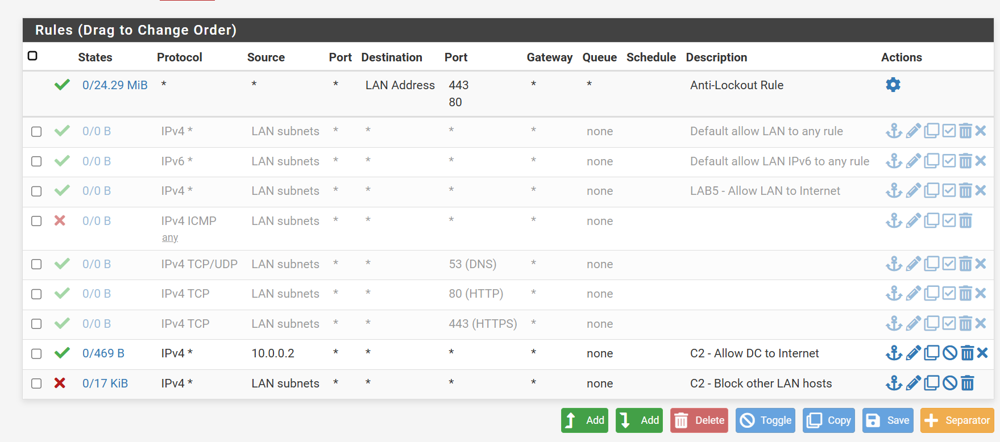 Rules (Drag to Change Order)
States Protocol Source Port Destination Port Gateway Queue Schedule Description Actions
0/24.29 MiB * * * LAN Address 443 * * Anti-Lockout Rule
80
0/0 B IPv4 * LAN subnets * * * * none Default allow LAN to any rule
0/0 B IPv6 * LAN subnets * * * * none Default allow LAN IPv6 to any rule
0/0 B IPv4 * LAN subnets * * * * none LAB5 - Allow LAN to Internet
0/0 B IPv4 ICMP LAN subnets * * * * none
any
0/0 B IPv4 TCP/UDP LAN subnets * * 53 (DNS) * none
0/0 B IPv4 TCP LAN subnets * * 80 (HTTP) * none
0/0 B IPv4 TCP LAN subnets * * 443 (HTTPS) * none
0/469 B IPv4 * 10.0.0.2 * * * * none C2 - Allow DC to Internet
0/17 KiB IPv4 * LAN subnets * * * * none C2 - Block other LAN hosts
Add Add Delete Toggle Copy Save Separator